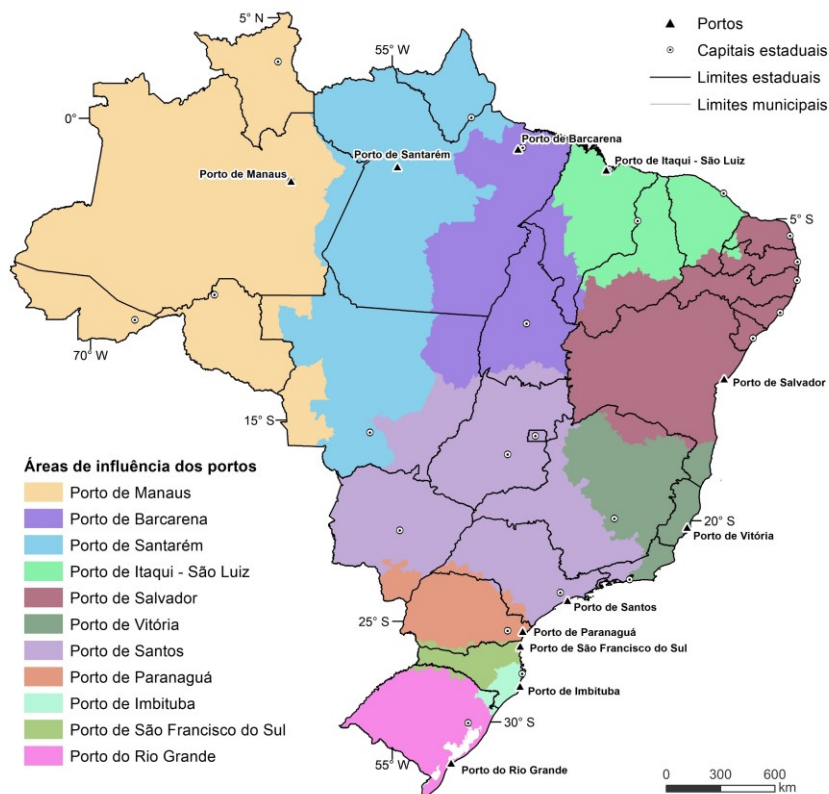 5° N
55° W
Portos
Capitais estaduais
Limites estaduais
Limites municipais
0°
Porto de Barcarena
Porto de Santarém
Porto de Itaqui - São Luiz
Porto de Manaus
5° S
70° W
Porto de Salvador
15° S
Áreas de influência dos portos
Porto de Manaus
Porto de Barcarena
Porto de Santarém
Porto de Itaqui - São Luiz
Porto de Salvador
Porto de Vitória
Porto de Santos
Porto de Paranaguá
Porto de Imbituba
Porto de São Francisco do Sul
Porto do Rio Grande
20° S
Porto de Vitória
Porto de Santos
25° S
Porto de Paranaguá
Porto de São Francisco do Sul
Porto de Imbituba
30° S
55° W
Porto do Rio Grande
0 300 600
km